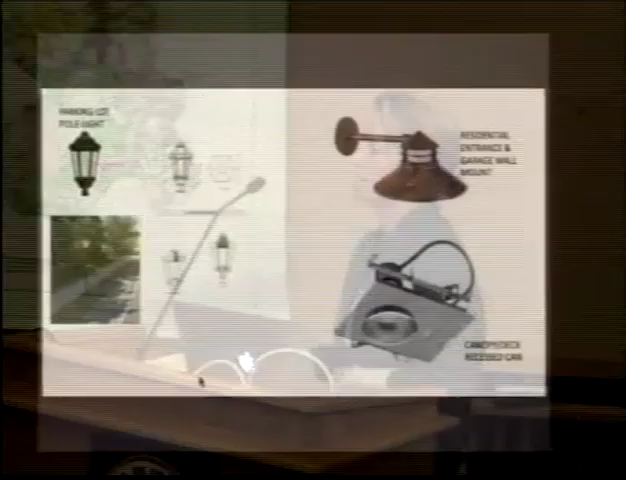 PARKING LOT
POLE LIGHT
RESIDENTIAL
ENTRANCE &
GARAGE WALL
MOUNT
CANOPY/DECK
RECESSED CAN